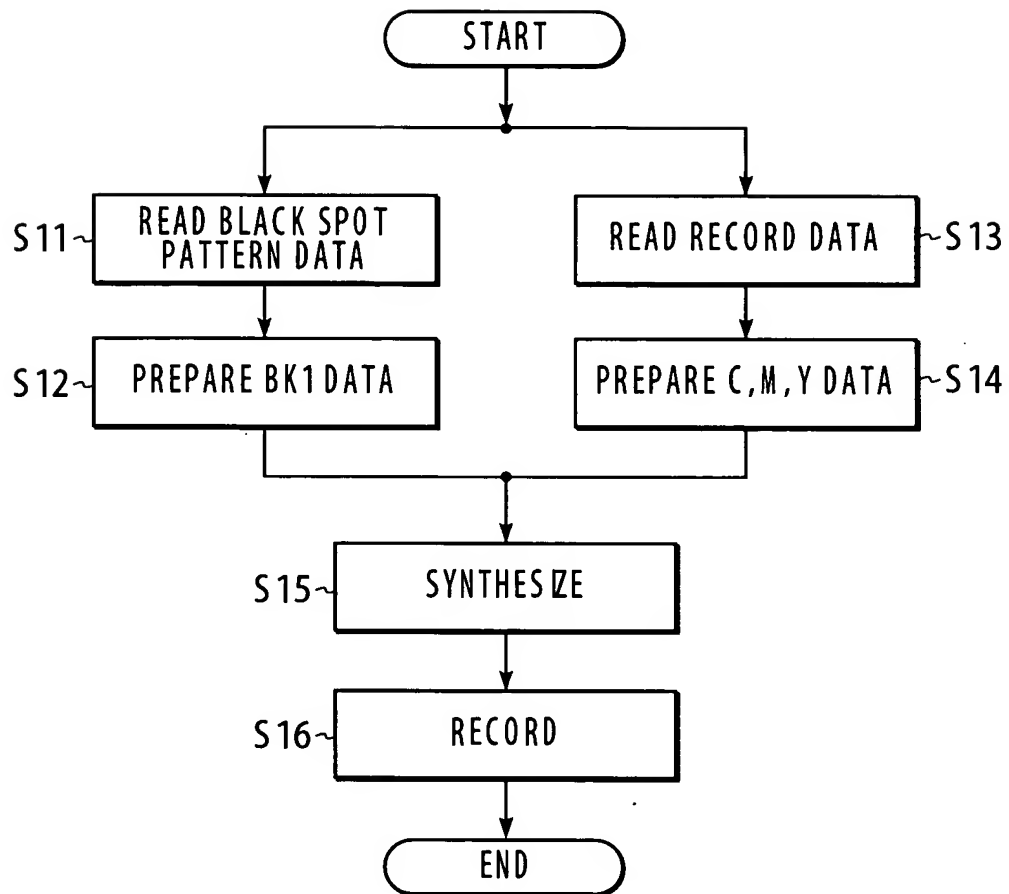 START
S11
READ BLACK SPOT
PATTERN DATA
READ RECORD DATA
S13
S12
PREPARE BK1 DATA
PREPARE C,M,Y DATA
S14
S15
SYNTHESIZE
S16
RECORD
END